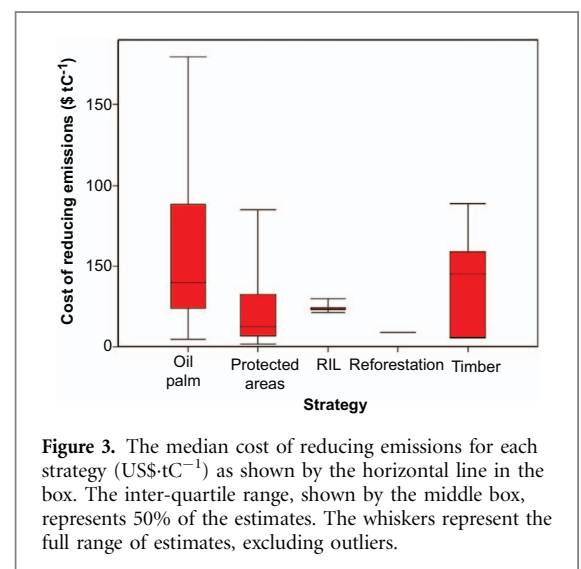 Cost of reducing emissions ($ tC-1)
150
100
150
0
Oil palm
Protected areas
RIL
Reforestation
Timber
Strategy
Figure 3. The median cost of reducing emissions for each
strategy (US$·tC−1) as shown by the horizontal line in the
box. The inter-quartile range, shown by the middle box,
represents 50% of the estimates. The whiskers represent the
full range of estimates, excluding outliers.